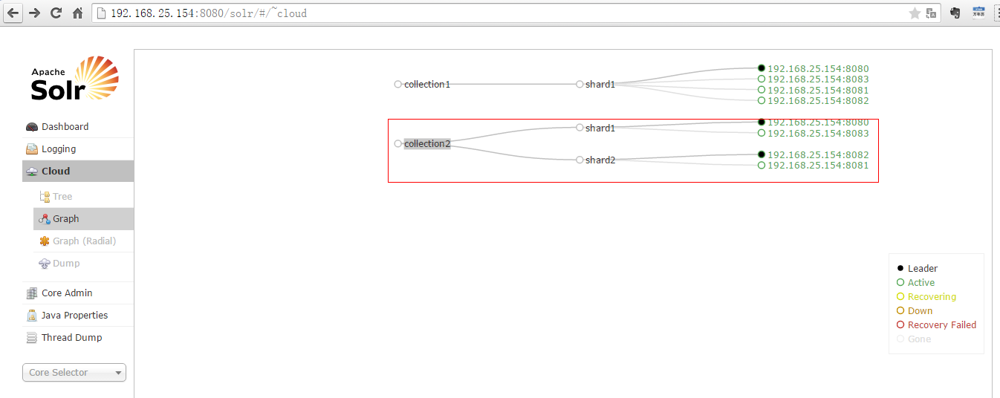 192.168.25.154:8080/solr/#/~cloud
Apache
Solr
Dashboard
Logging
Cloud
Tree
Graph
Graph (Radial)
Dump
Core Admin
Java Properties
Thread Dump
Core Selector
collection1
shard1
192.168.25.154:8080
192.168.25.154:8083
192.168.25.154:8081
192.168.25.154:8082
collection2
shard1
192.168.25.154:8080
192.168.25.154:8083
shard2
192.168.25.154:8082
192.168.25.154:8081
Leader
Active
Recovering
Down
Recovery Failed
Gone